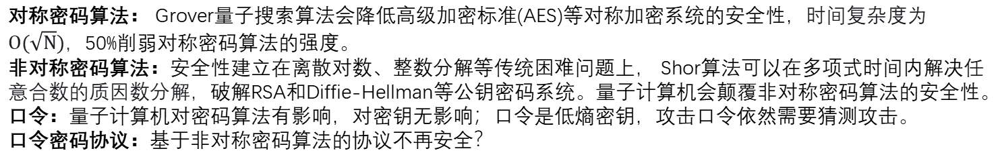 对称密码算法： Grover量子搜索算法会降低高级加密标准(AES)等对称加密系统的安全性，时间复杂度为
O(√N)，50%削弱对称密码算法的强度。
非对称密码算法：安全性建立在离散对数、整数分解等传统困难问题上， Shor算法可以在多项式时间内解决任
意合数的质因数分解，破解RSA和Diffie-Hellman等公钥密码系统。量子计算机会颠覆非对称密码算法的安全性。
口令：量子计算机对密码算法有影响，对密钥无影响；口令是低熵密钥，攻击口令依然需要猜测攻击。
口令密码协议：基于非对称密码算法的协议不再安全？